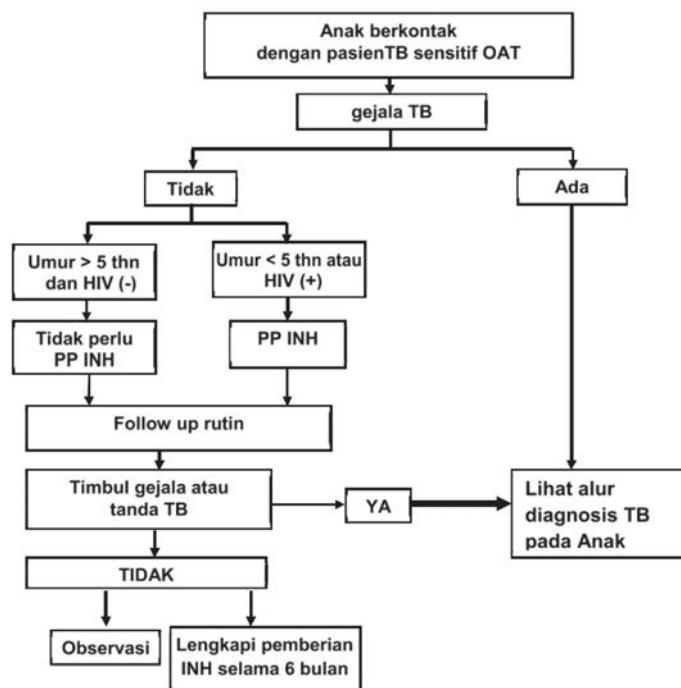 Anak berkontak
dengan pasienTB sensitif OAT
gejala TB
Tidak
Ada
Umur > 5 thn
dan HIV (-)
Umur < 5 thn atau
HIV (+)
Tidak perlu
PP INH
PP INH
Follow up rutin
Timbul gejala atau
tanda TB
YA
Lihat alur
diagnosis TB
pada Anak
TIDAK
Observasi
Lengkapi pemberian
INH selama 6 bulan